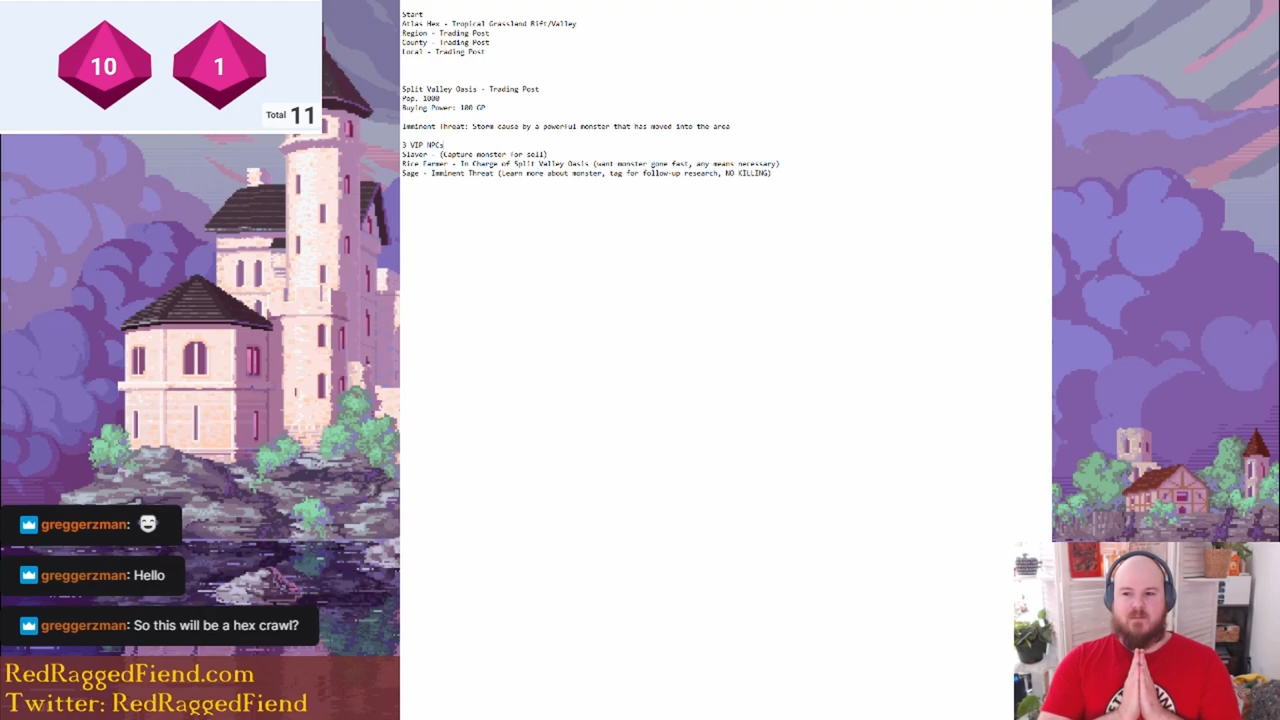 10
1
Total 11
Start
Atlas Hex - Tropical Grassland Rift/Valley
Region - Trading Post
County - Trading Post
Local - Trading Post
Split Valley Oasis - Trading Post
Pop. 1000
Buying Power: 100 GP
Imminent Threat: Storm cause by a powerful monster that has moved into the area
3 VIP NPCs
Slaver - (Capture monster for sell)
Rice Farmer - In Charge of Split Valley Oasis (want monster gone fast, any means necessary)
Sage - Imminent Threat (Learn more about monster, tag for follow-up research, NO KILLING)
greggerzman:
greggerzman: Hello
greggerzman: So this will be a hex crawl?
RedRaggedFiend.com
Twitter: RedRaggedFiend